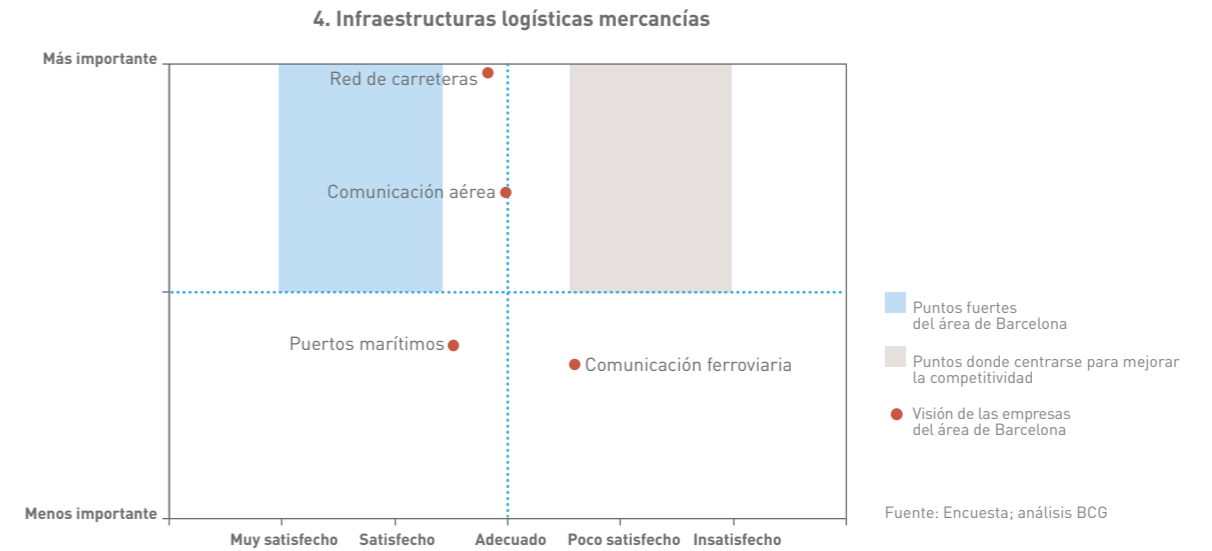 4. Infraestructuras logísticas mercancías
Más importante
Red de carreteras
Comunicación aérea
Puertos marítimos
Comunicación ferroviaria
Menos importante
Muy satisfecho
Satisfecho
Adecuado
Poco satisfecho
Insatisfecho
Puntos fuertes
del área de Barcelona
Puntos donde centrarse para mejorar
la competitividad
Visión de las empresas
del área de Barcelona
Fuente: Encuesta; análisis BCG